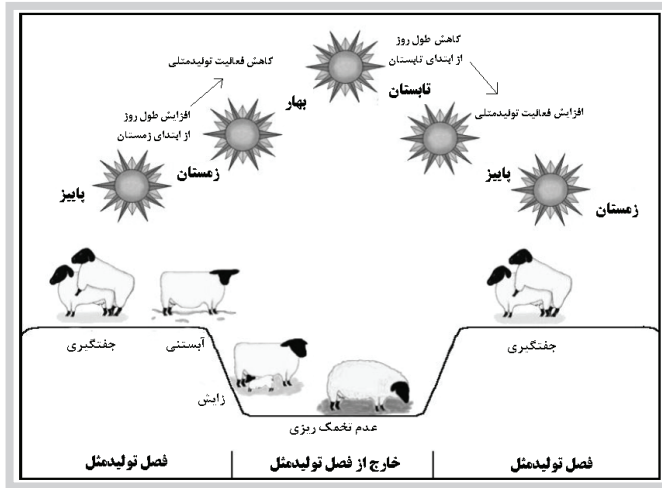 کاهش طول روز
از ابتدای تابستان
کاهش فعالیت تولیدمثلی
افزایش فعالیت تولیدمثلی
افزایش طول روز
از ابتدای زمستان
تابستان
بهار
زمستان
پاییز
پاییز
زمستان
جفتگیری
آبستنی
جفتگیری
زایش
عدم تخمک ریزی
فصل تولیدمثل
خارج از فصل تولیدمثل
فصل تولیدمثل